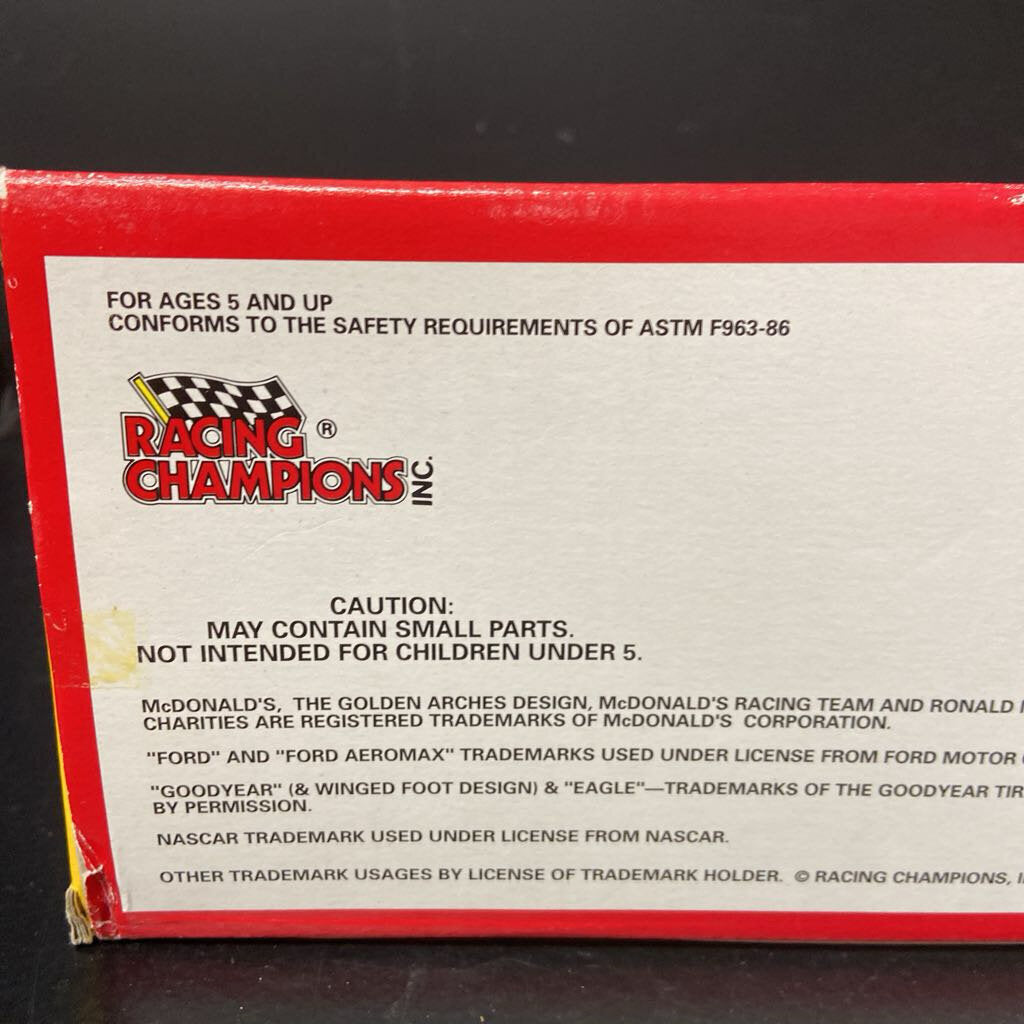 FOR AGES 5 AND UP
CONFORMS TO THE SAFETY REQUIREMENTS OF ASTM F963-86
RACING ®
CHAMPIONS INC.
CAUTION:
MAY CONTAIN SMALL PARTS.
NOT INTENDED FOR CHILDREN UNDER 5.
McDONALD'S, THE GOLDEN ARCHES DESIGN, McDONALD'S RACING TEAM AND RONALD
CHARITIES ARE REGISTERED TRADEMARKS OF McDONALD'S CORPORATION.
"FORD" AND "FORD AEROMAX" TRADEMARKS USED UNDER LICENSE FROM FORD MOTOR
"GOODYEAR" (& WINGED FOOT DESIGN) & "EAGLE"—TRADEMARKS OF THE GOODYEAR TIR
BY PERMISSION.
NASCAR TRADEMARK USED UNDER LICENSE FROM NASCAR.
OTHER TRADEMARK USAGES BY LICENSE OF TRADEMARK HOLDER. © RACING CHAMPIONS,